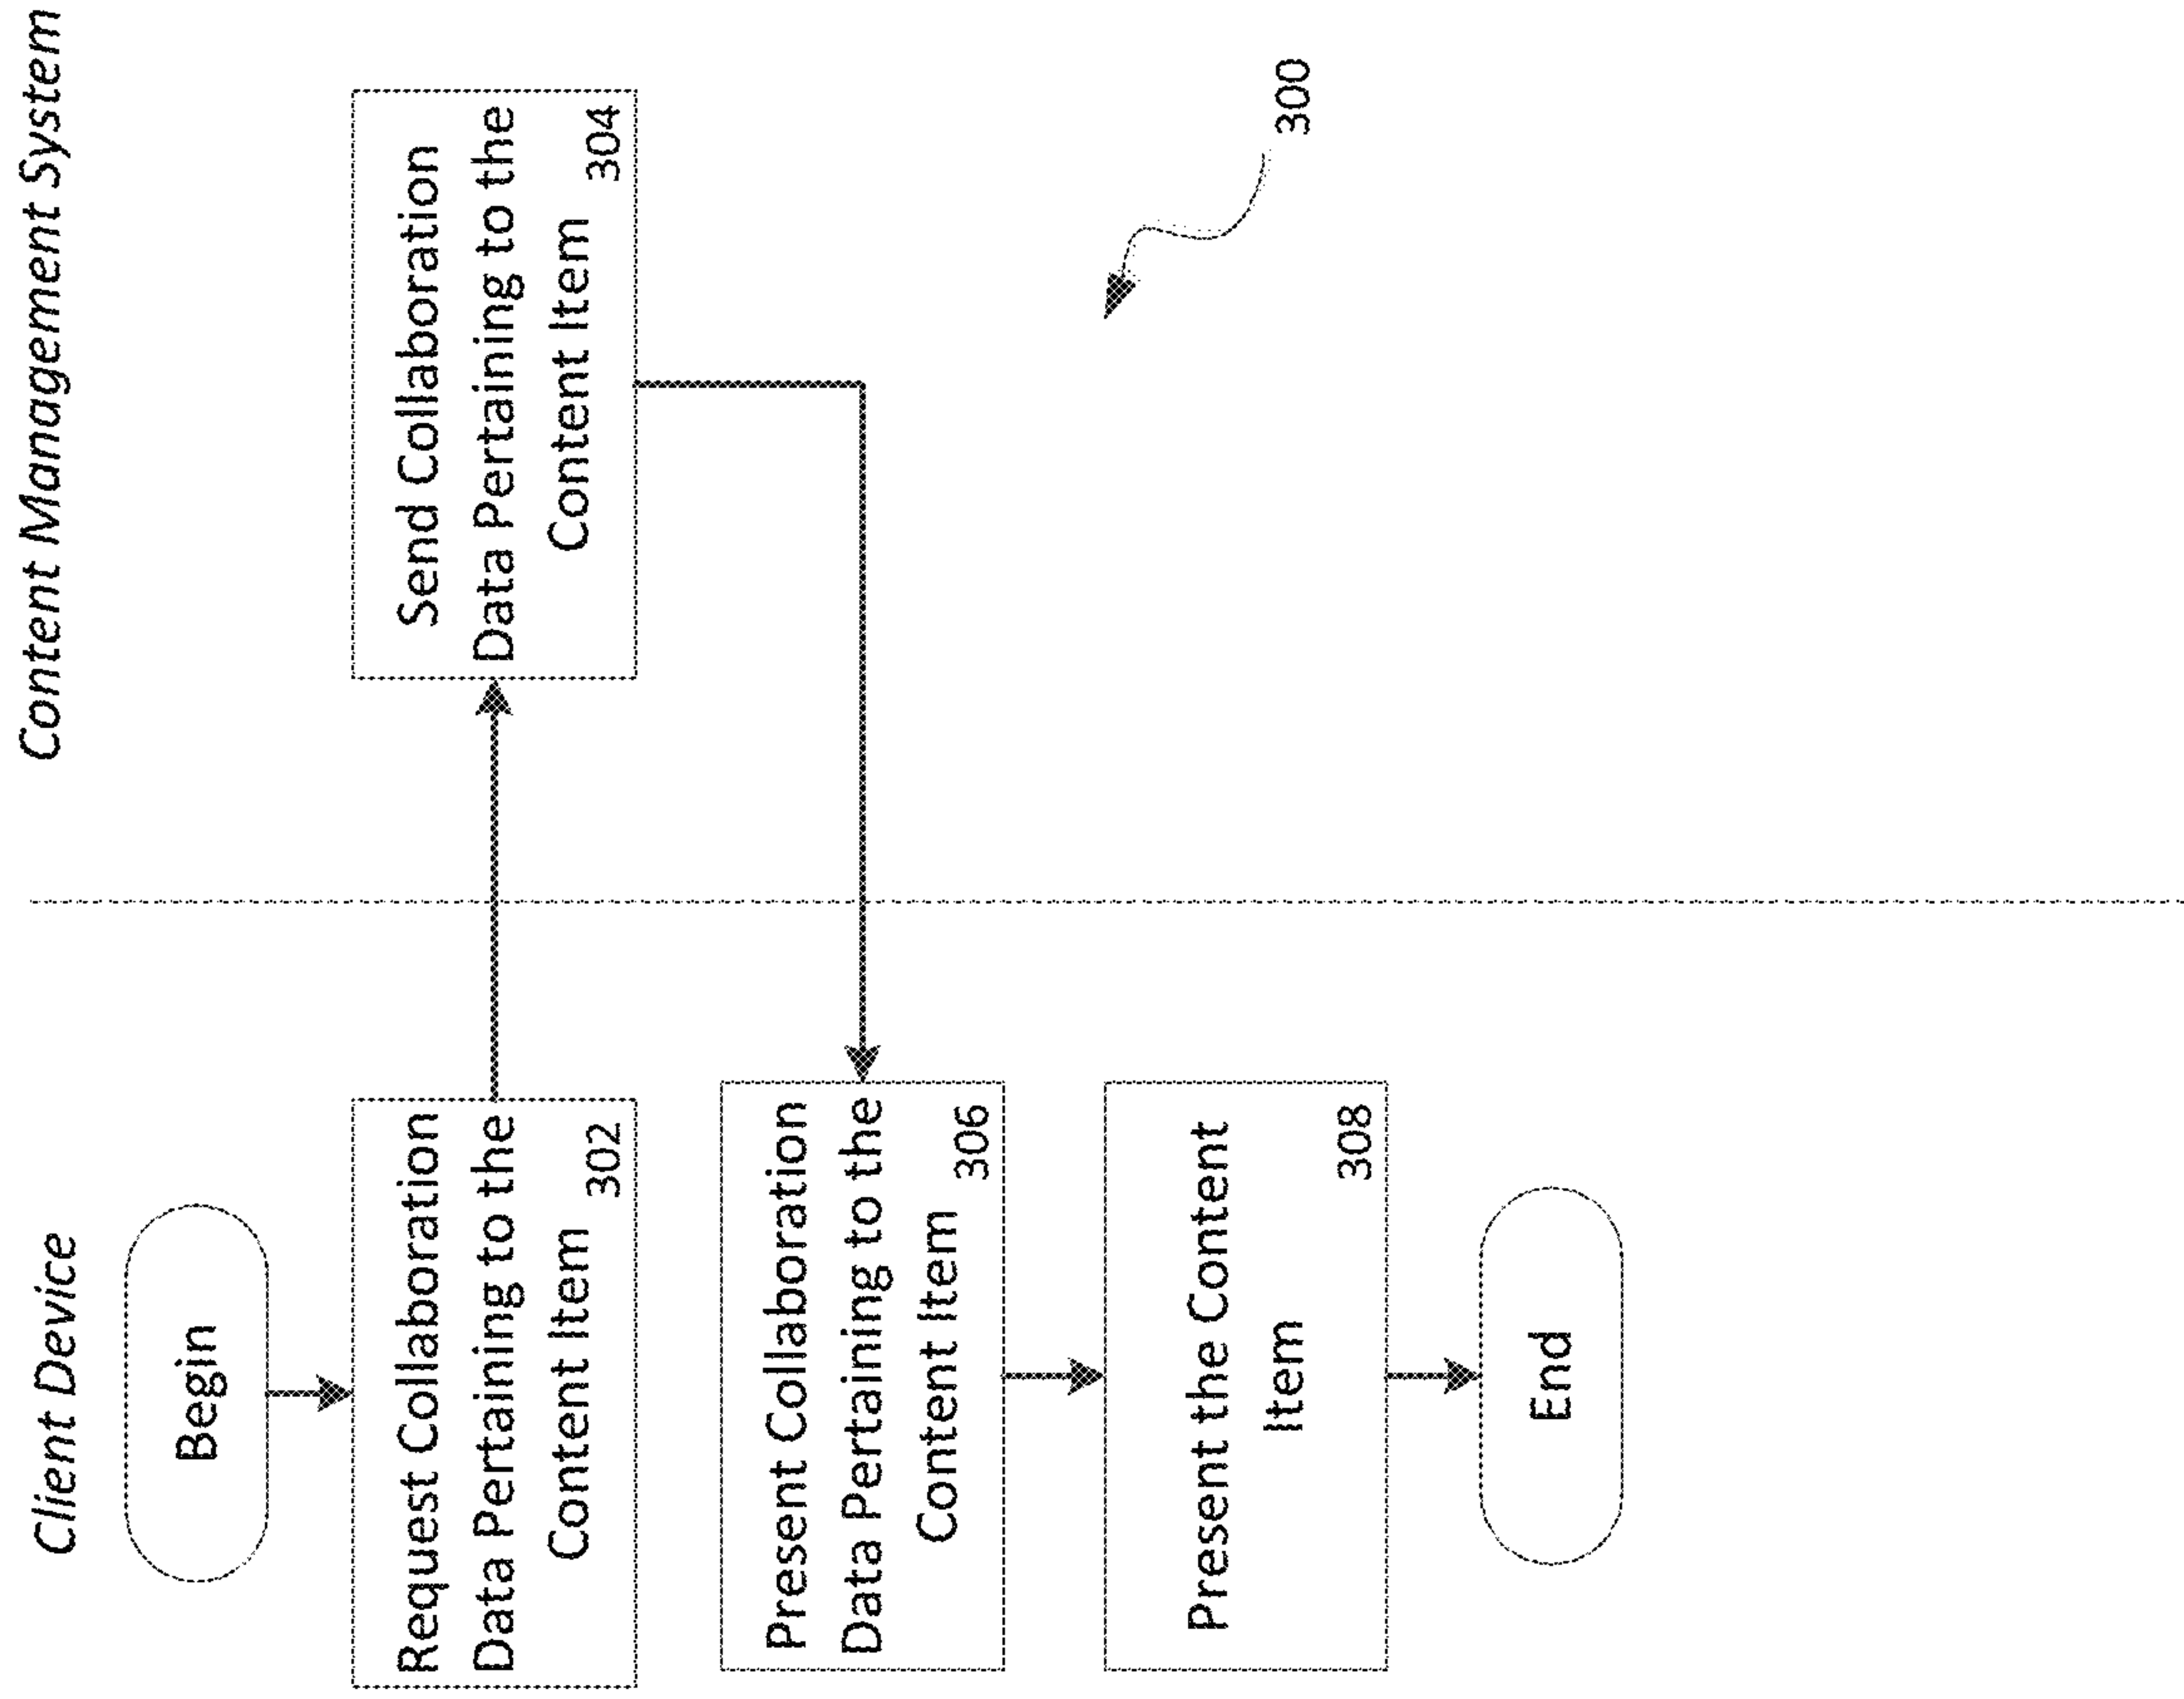 Client Device
Content Management System
Begin
Request Collaboration
Data Pertaining to the
Content Item
302
Send Collaboration
Data Pertaining to the
Content Item
304
Present Collaboration
Data Pertaining to the
Content Item
306
Present the Content
Item
308
End
300